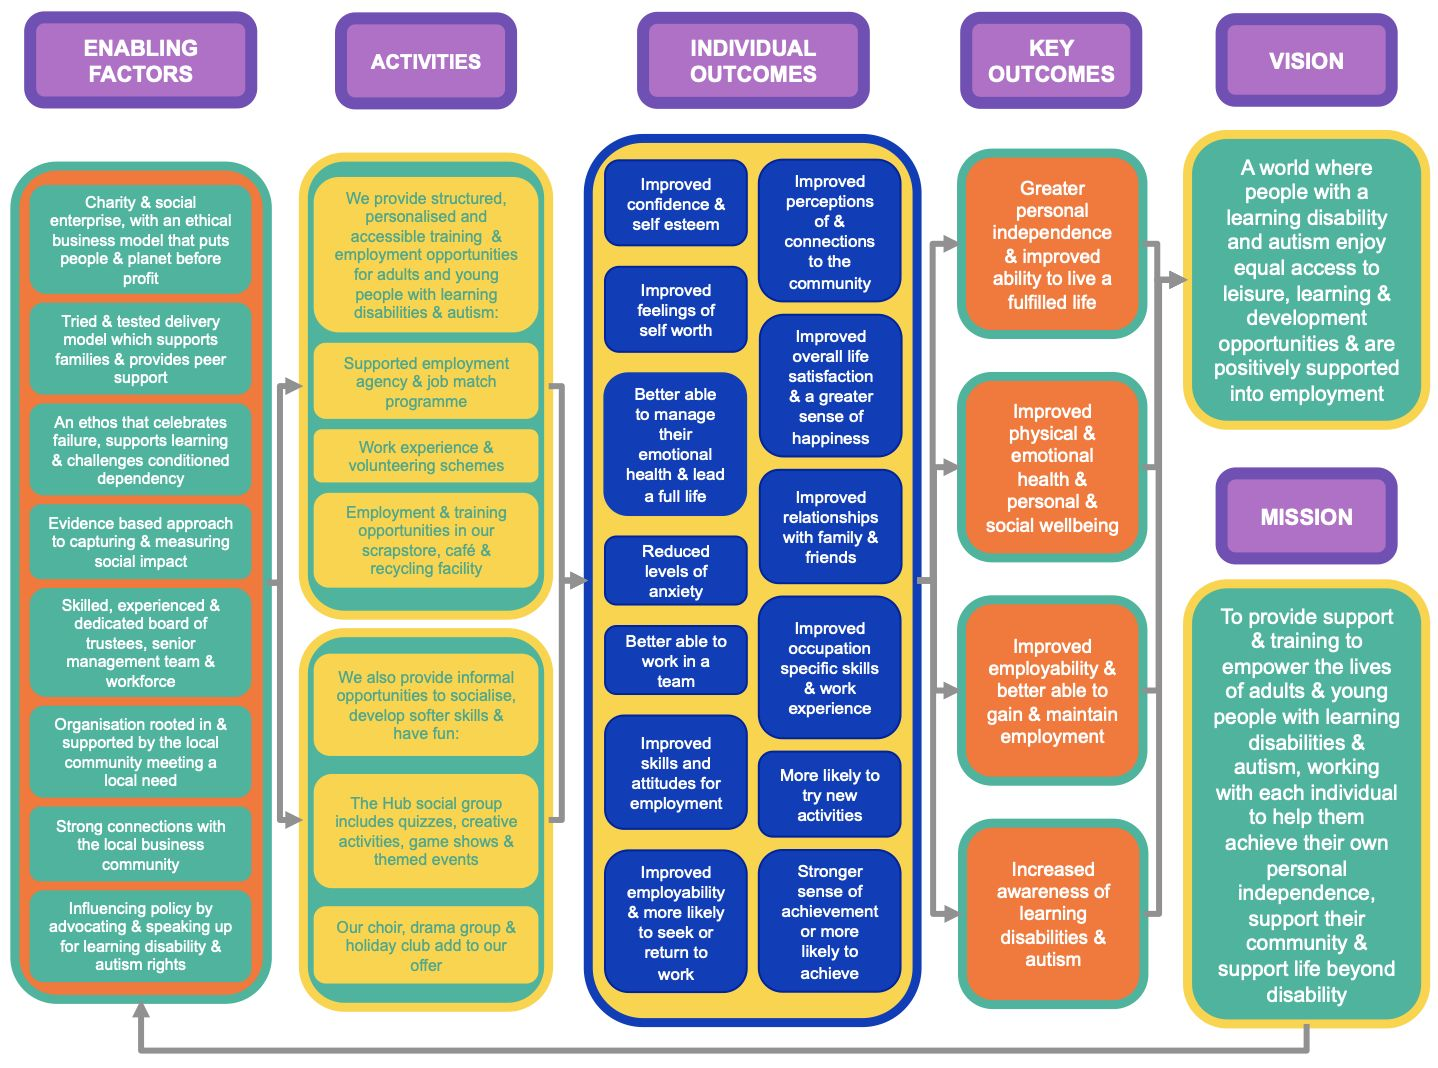 ENABLING
FACTORS
Charity & social
enterprise, with an ethical
business model that puts
people & planet before
profit
Tried & tested delivery
model which supports
families & provides peer
support
An ethos that celebrates
failure, supports learning
& challenges conditioned
dependency
Evidence based approach
to capturing & measuring
social impact
Skilled, experienced &
dedicated board of
trustees, senior
management team &
workforce
Organisation rooted in &
supported by the local
community meeting a
local need
Strong connections with
the local business
community
Influencing policy by
advocating & speaking up
for learning disability &
autism rights
ACTIVITIES
We provide structured,
personalised and
accessible training &
employment opportunities
for adults and young
people with learning
disabilities & autism:
Supported employment
agency & job match
programme
Work experience &
volunteering schemes
Employment & training
opportunities in our
scrapstore, café &
recycling facility
We also provide informal
opportunities to socialise,
develop softer skills &
have fun:
The Hub social group
includes quizzes, creative
activities, game shows &
themed events
Our choir, drama group &
holiday club add to our
offer
INDIVIDUAL
OUTCOMES
Improved
confidence &
self esteem
Improved
feelings of
self worth
Better able
to manage
their
emotional
health & lead
a full life
Reduced
levels of
anxiety
Better able to
work in a
team
Improved
skills and
attitudes for
employment
Improved
employability
& more likely
to seek or
return to
work
Improved
perceptions
of &
connections
to the
community
Improved
overall life
satisfaction
& a greater
sense of
happiness
Improved
relationships
with family &
friends
Improved
occupation
specific skills
& work
experience
More likely to
try new
activities
Stronger
sense of
achievement
or more
likely to
achieve
KEY
OUTCOMES
Greater
personal
independence
& improved
ability to live a
fulfilled life
Improved
physical &
emotional
health &
personal &
social wellbeing
Improved
employability &
better able to
gain & maintain
employment
Increased
awareness of
learning
disabilities &
autism
VISION
A world where
people with a
learning disability
and autism enjoy
equal access to
leisure, learning &
development
opportunities & are
positively supported
into employment
MISSION
To provide support
& training to
empower the lives
of adults & young
people with learning
disabilities &
autism, working
with each individual
to help them
achieve their own
personal
independence,
support their
community &
support life beyond
disability